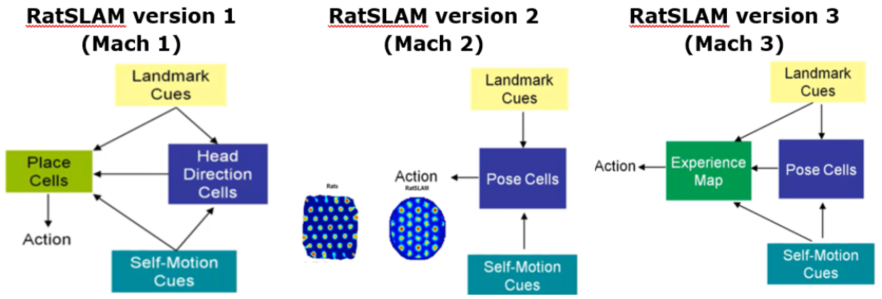 RatSLAM version 1
(Mach 1)
Landmark
Cues
Place
Cells
Head
Direction
Cells
Action
Self-Motion
Cues
RatSLAM version 2
(Mach 2)
Landmark
Cues
Rats
Action
RatSLAM
Pose Cells
Self-Motion
Cues
RatSLAM version 3
(Mach 3)
Landmark
Cues
Action
Experience
Map
Pose Cells
Self-Motion
Cues